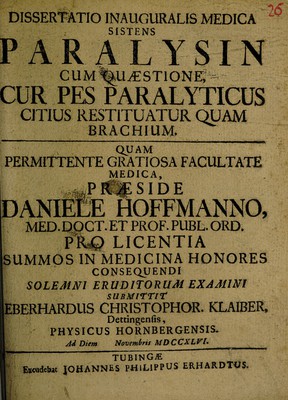 26
DISSERTATIO INAUGURALIS MEDICA
SISTENS
PARALYSIN
CUM QUÆSTIONE,
CUR PES PARALYTICUS
CITIUS RESTITUATUR QUAM
BRACHIUM.
QUAM
PERMITTENTE GRATIOSA FACULTATE
MEDICA,
PRÆSIDE
DANIELE HOFFMANNO,
MED. DOCT. ET PROF. PUBL. ORD.
PRO LICENTIA
SUMMOS IN MEDICINA HONORES
CONSEQUENDI
SOLEMNI ERUDITORUM EXAMINI
SUBMITTIT
EBERHARDUS CHRISTOPHOR. KLAIBER,
Dettingensis,
PHYSICUS HORNBERGENSIS.
Ad Diem Novembris MDCCXLVI.
TUBINGÆ
Excudebat JOHANNES PHILIPPUS ERHARDTUS.